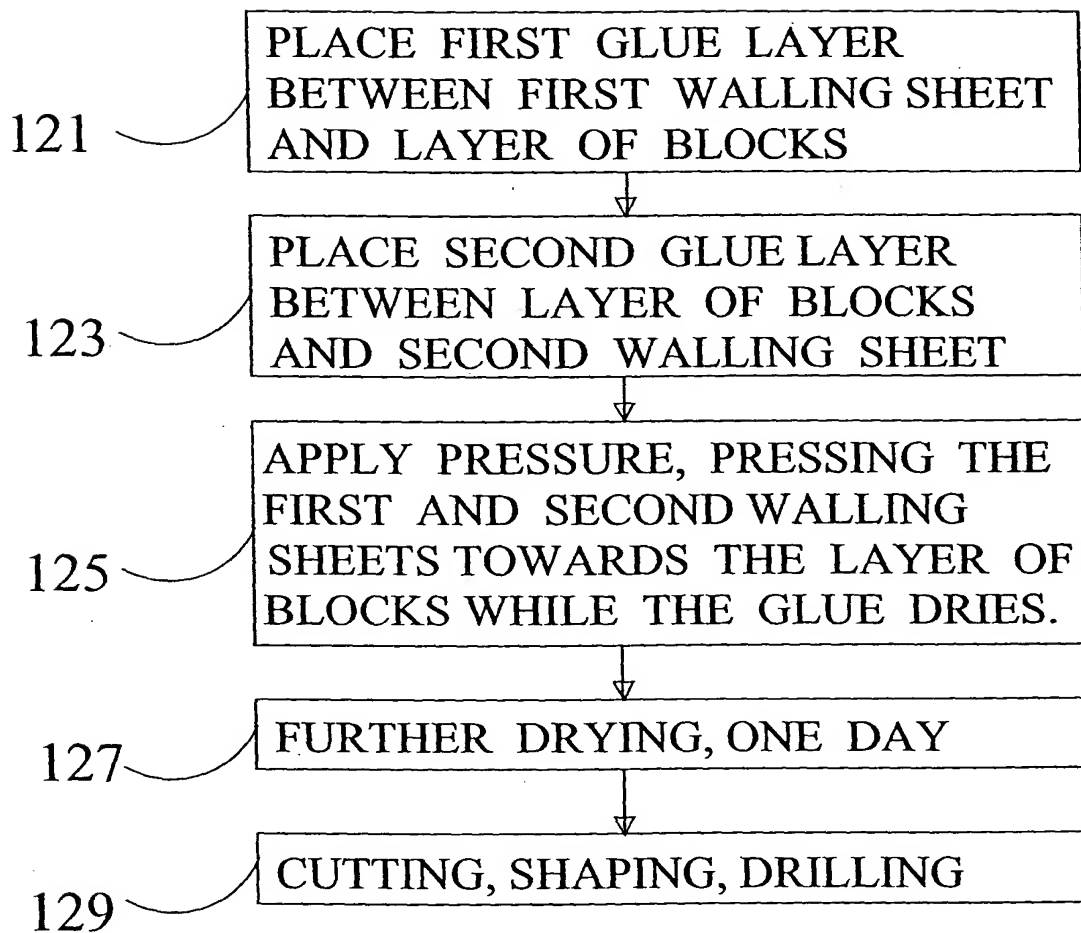 PLACE FIRST GLUE LAYER
BETWEEN FIRST WALLING SHEET
AND LAYER OF BLOCKS
121
PLACE SECOND GLUE LAYER
BETWEEN LAYER OF BLOCKS
AND SECOND WALLING SHEET
123
APPLY PRESSURE, PRESSING THE
FIRST AND SECOND WALLING
SHEETS TOWARDS THE LAYER OF
BLOCKS WHILE THE GLUE DRIES.
125
FURTHER DRYING, ONE DAY
127
CUTTING, SHAPING, DRILLING
129